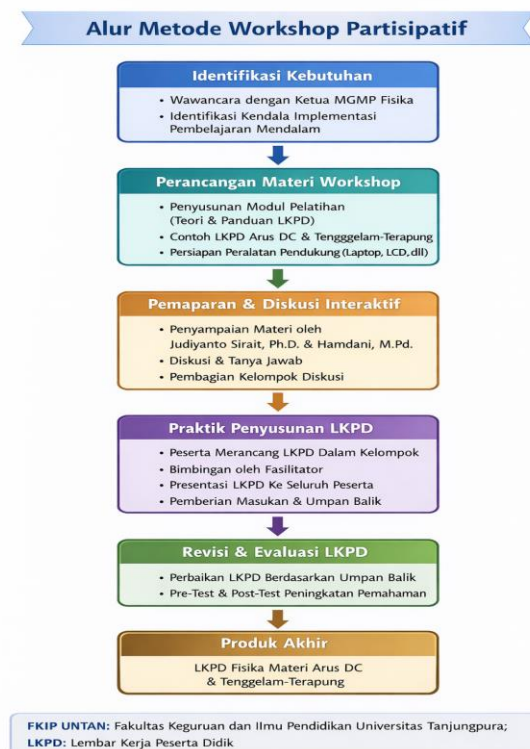 Alur Metode Workshop Partisipatif
Identifikasi Kebutuhan
• Wawancara dengan Ketua MGMP Fisika
• Identifikasi Kendala Implementasi
Pembelajaran Mendalam
Perancangan Materi Workshop
• Penyusunan Modul Pelatihan
(Teori & Panduan LKPD)
• Contoh LKPD Arus DC & Tengggelam-Terapung
• Persiapan Peralatan Pendukung (Laptop, LCD, dll)
Pemaparan & Diskusi Interaktif
• Penyampaian Materi oleh
Judiyanto Sirait, Ph.D. & Hamdani, M.Pd.
• Diskusi & Tanya Jawab
• Pembagian Kelompok Diskusi
Praktik Penyusunan LKPD
• Peserta Merancang LKPD Dalam Kelompok
• Bimbingan oleh Fasilitator
• Presentasi LKPD Ke Seluruh Peserta
• Pemberian Masukan & Umpan Balik
Revisi & Evaluasi LKPD
• Perbaikan LKPD Berdasarkan Umpan Balik
• Pre-Test & Post-Test Peningkatan Pemahaman
Produk Akhir
LKPD Fisika Materi Arus DC
& Tenggelam-Terapung
FKIP UNTAN: Fakultas Keguruan dan Ilmu Pendidikan Universitas Tanjungpura;
LKPD: Lembar Kerja Peserta Didik